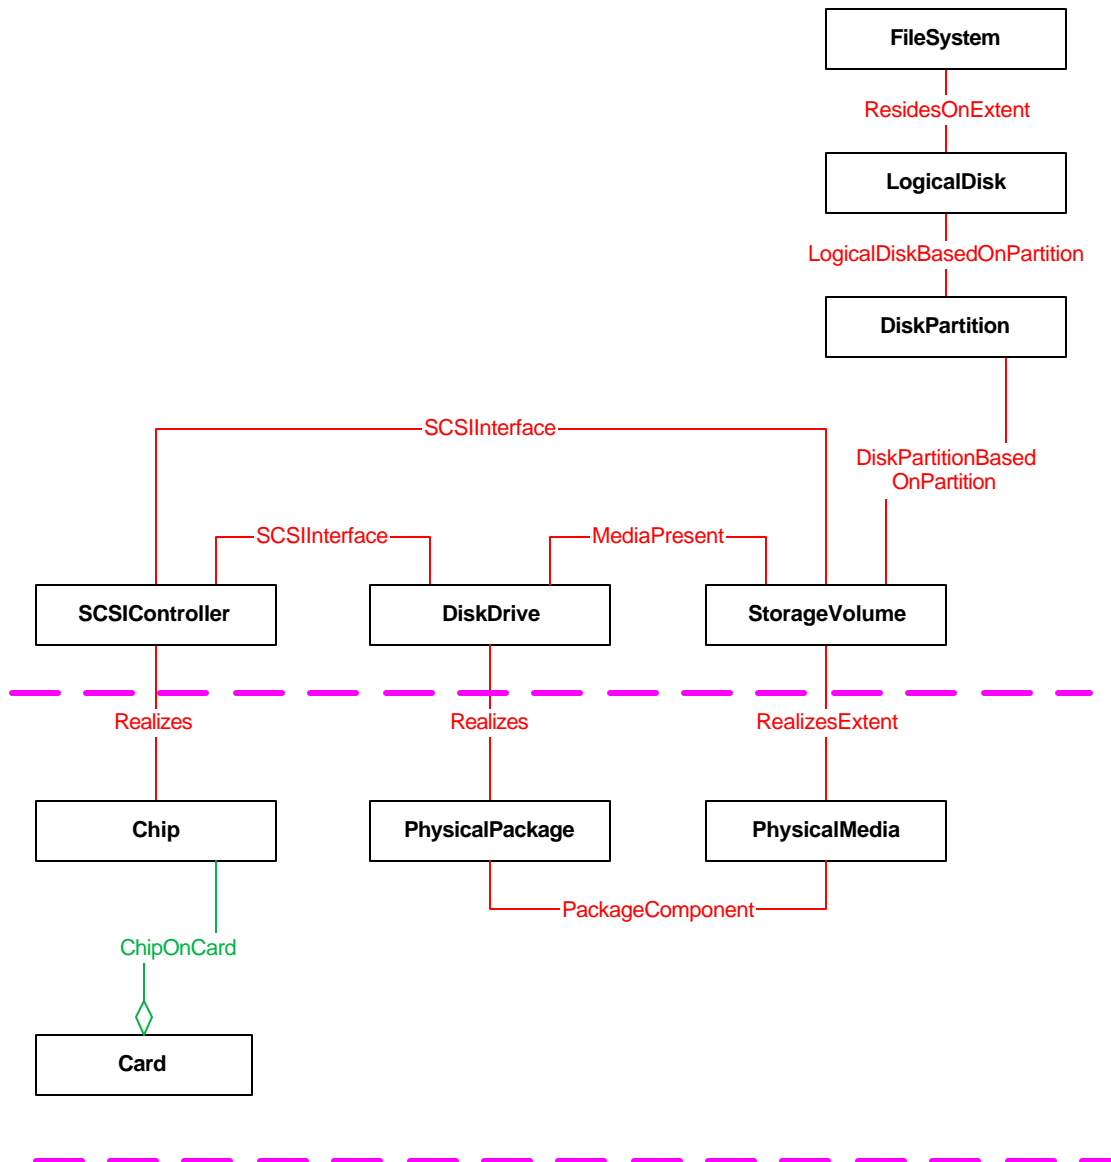 FileSystem
ResidesOnExtent
LogicalDisk
LogicalDiskBasedOnPartition
DiskPartition
SCSIInterface
DiskPartitionBased
OnPartition
SCSIInterface
MediaPresent
SCSIController
DiskDrive
StorageVolume
Realizes
Realizes
RealizesExtent
Chip
PhysicalPackage
PhysicalMedia
PackageComponent
ChipOnCard
Card